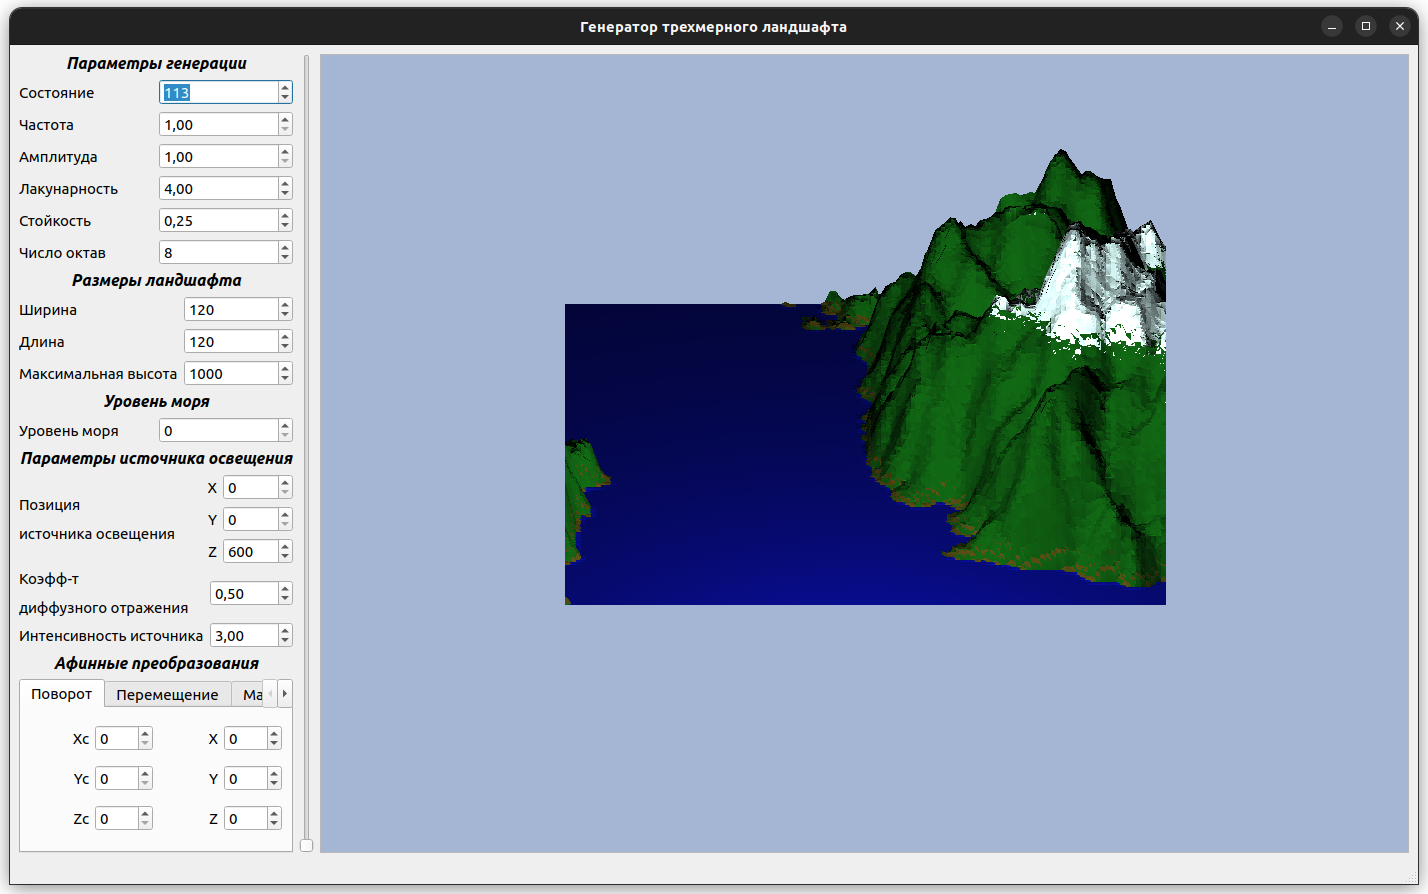 Генератор трехмерного ландшафта
Параметры генерации
Состояние 113
Частота 1,00
Амплитуда 1,00
Лакунарность 4,00
Стойкость 0,25
Число октав 8
Размеры ландшафта
Ширина 120
Длина 120
Максимальная высота 1000
Уровень моря
Уровень моря 0
Параметры источника освещения
Позиция
источника освещения
X 0
Y 0
Z 600
Коэфф-т
диффузного отражения
0,50
Интенсивность источника 3,00
Афинные преобразования
Поворот Перемещение Ма
Xc 0 X 0
Yc 0 Y 0
Zc 0 Z 0